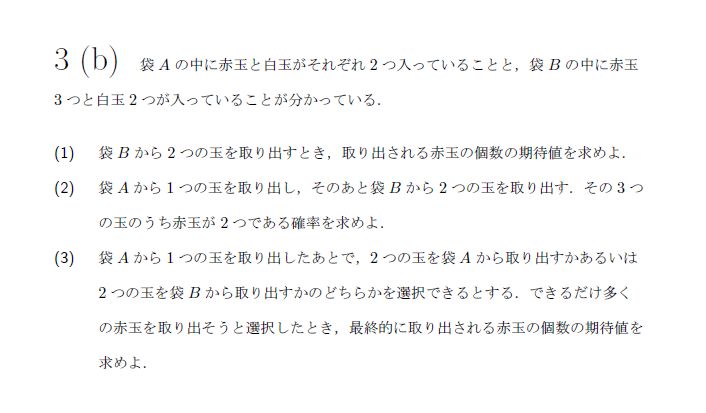 3 (b) 袋 A の中に赤玉と白玉がそれぞれ 2 つ入っていることと，袋 B の中に赤玉
3 つと白玉 2 つが入っていることが分かっている．
(1) 袋 B から 2 つの玉を取り出すとき，取り出される赤玉の個数の期待値を求めよ．
(2) 袋 A から 1 つの玉を取り出し，そのあと袋 B から 2 つの玉を取り出す．その 3 つ
の玉のうち赤玉が 2 つである確率を求めよ．
(3) 袋 A から 1 つの玉を取り出したあとで，2 つの玉を袋 A から取り出すかあるいは
2 つの玉を袋 B から取り出すかのどちらかを選択できるとする．できるだけ多く
の赤玉を取り出そうと選択したとき，最終的に取り出される赤玉の個数の期待値を
求めよ．